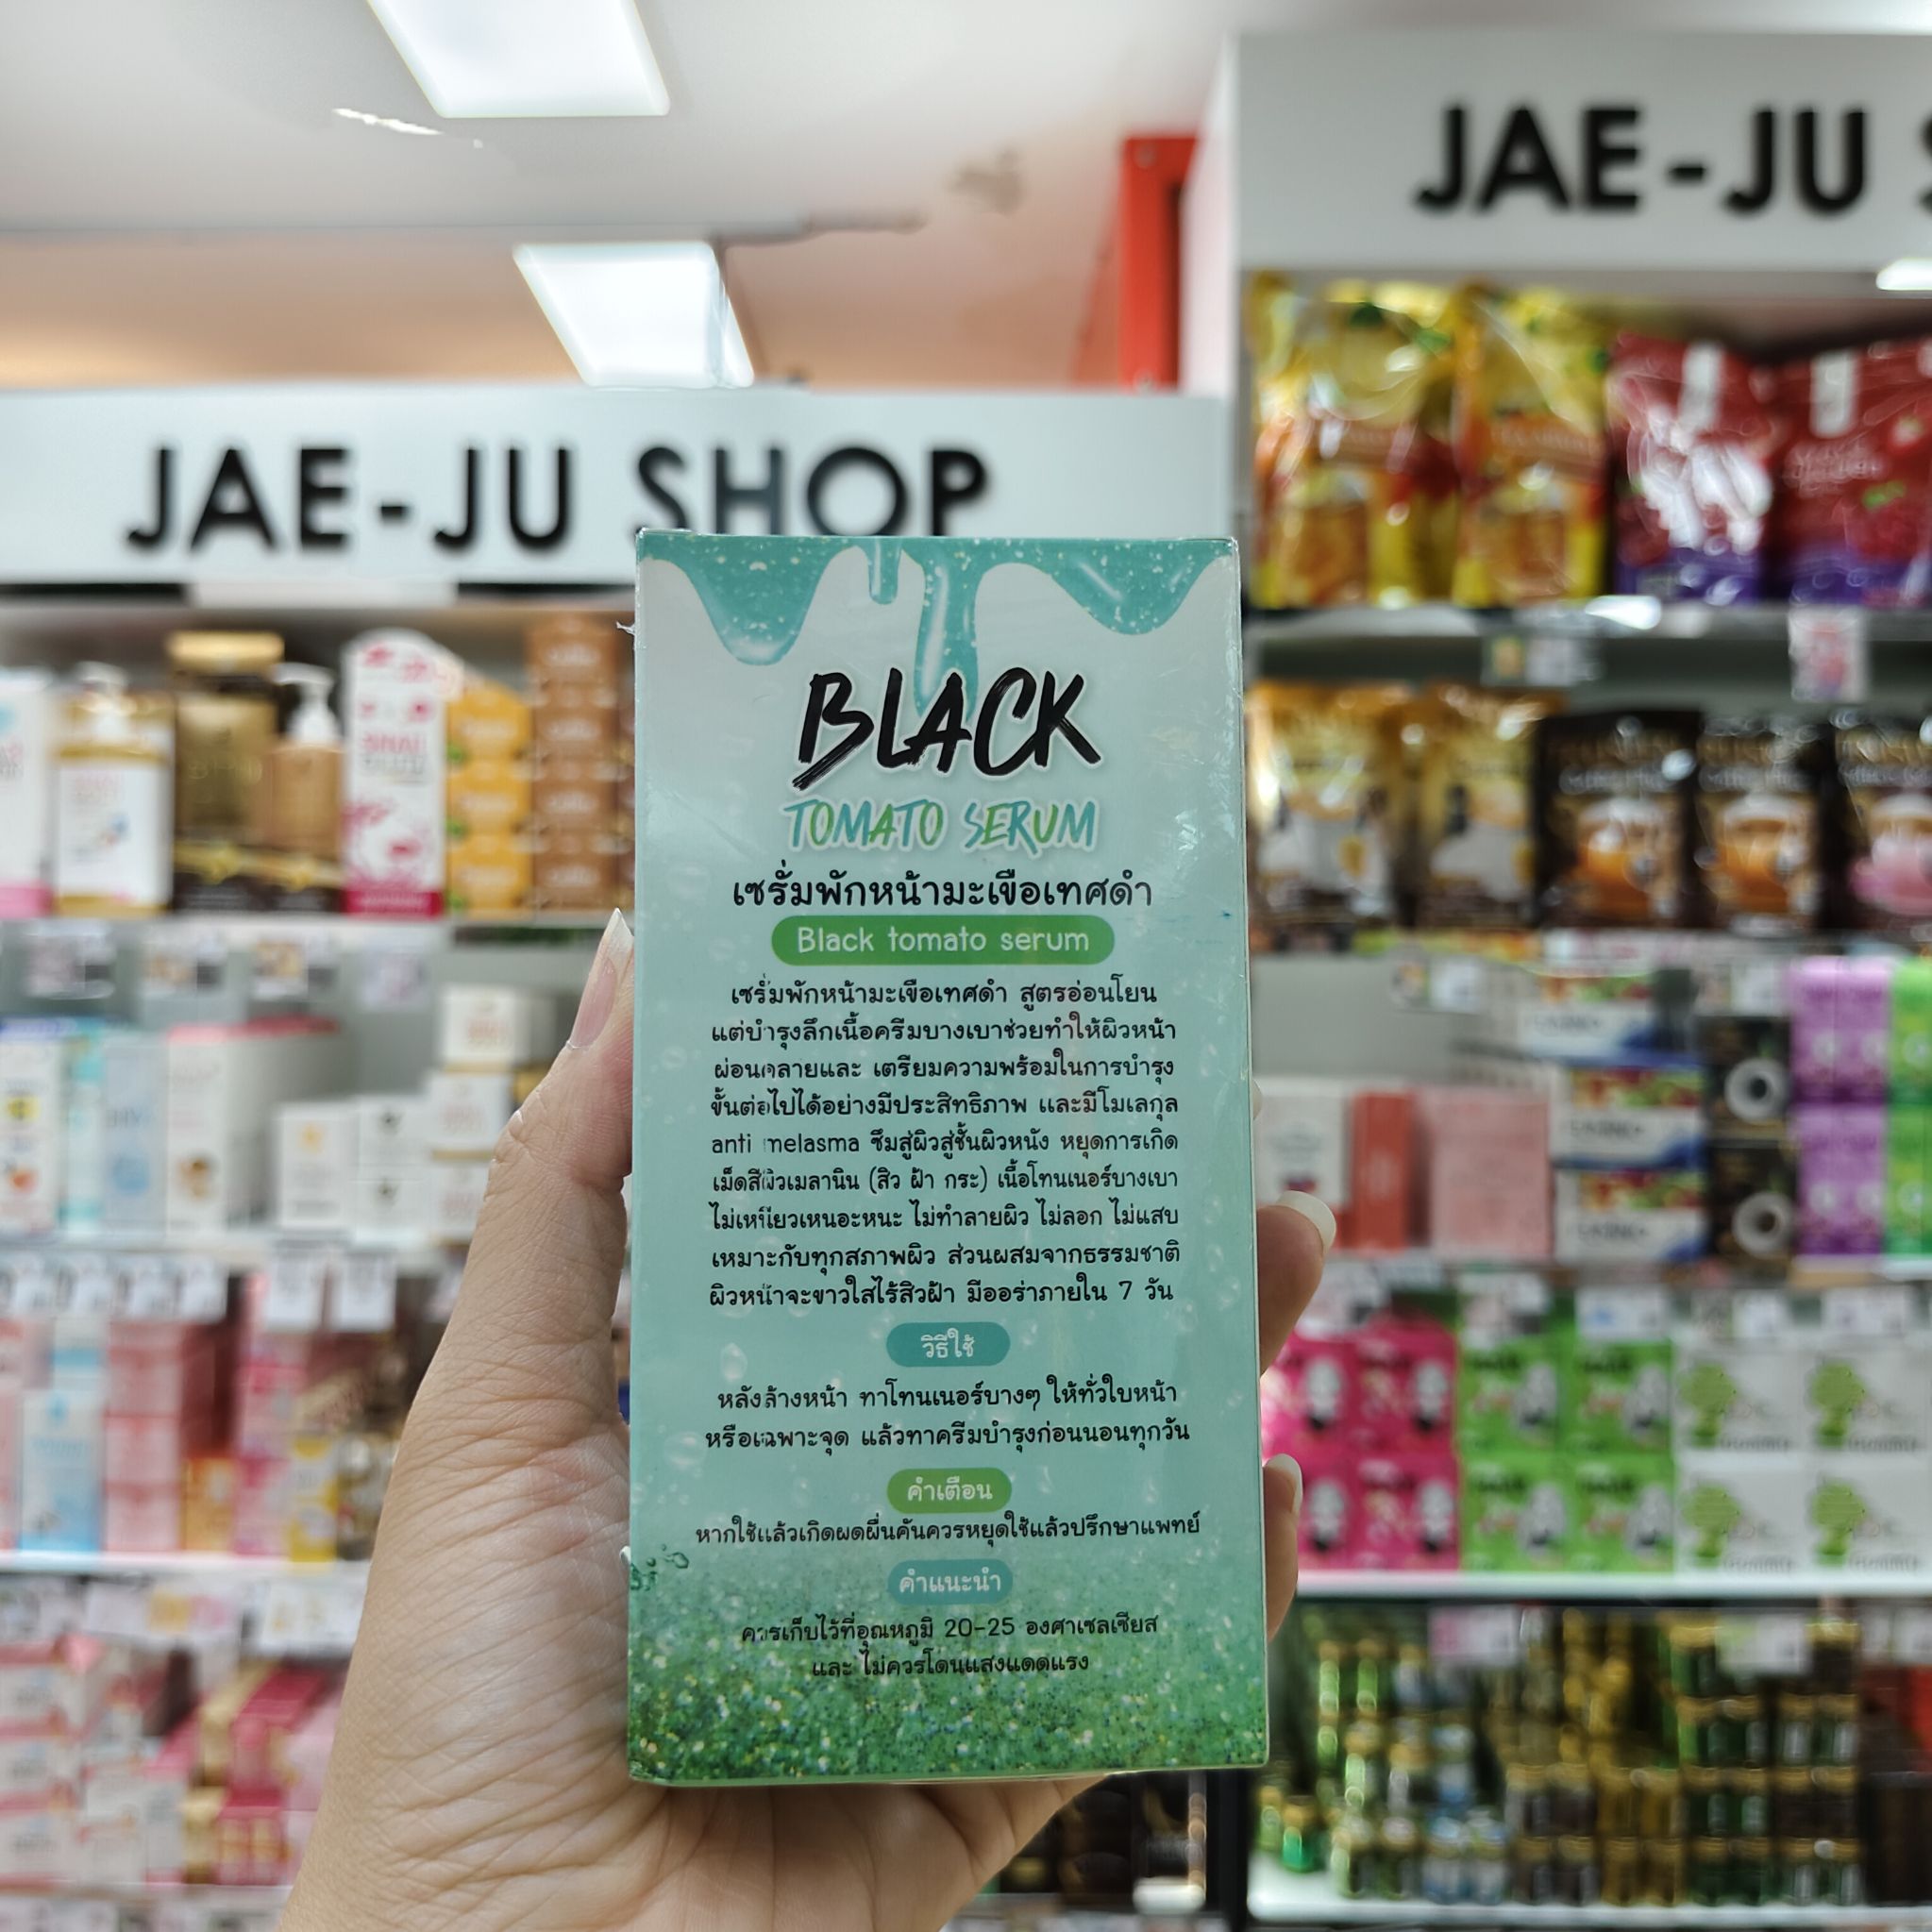 JAE-JU S
JAE-JU SHOP
BLACK
TOMATO SERUM
เซรั่มพักหน้ามะเขือเทศดำ
Black tomato serum
เซรั่มพักหน้ามะเขือเทศดำ สูตรอ่อนโยน
แต่บำรุงลึกเนื้อครีมบางเบาช่วยทำให้ผิวหน้า
ผ่อนคลายและ เตรียมความพร้อมในการบำรุง
ขั้นต่อไปได้อย่างมีประสิทธิภาพ และมีโมเลกุล
anti melasma ซึมสู่ผิวสู่ชั้นผิวหนัง หยุดการเกิด
เม็ดสีผิวเมลานิน (สิว ฝ้า กระ) เนื้อโทนเนอร์บางเบา
ไม่เหนียวเหนอะหนะ ไม่ทำลายผิว ไม่ลอก ไม่แสบ
เหมาะกับทุกสภาพผิว ส่วนผสมจากธรรมชาติ
ผิวหน้าจะขาวใสไร้สิวฝ้า มีออร่าภายใน 7 วัน
วิธีใช้
หลังล้างหน้า ทาโทนเนอร์บางๆ ให้ทั่วใบหน้า
หรือเฉพาะจุด แล้วทาครีมบำรุงก่อนนอนทุกวัน
คำเตือน
หากใช้แล้วเกิดผดผื่นคันควรหยุดใช้แล้วปรึกษาแพทย์
คำแนะนำ
ควรเก็บไว้ที่อุณหภูมิ 20-25 องศาเซลเซียส
และ ไม่ควรโดนแสงแดดแรง